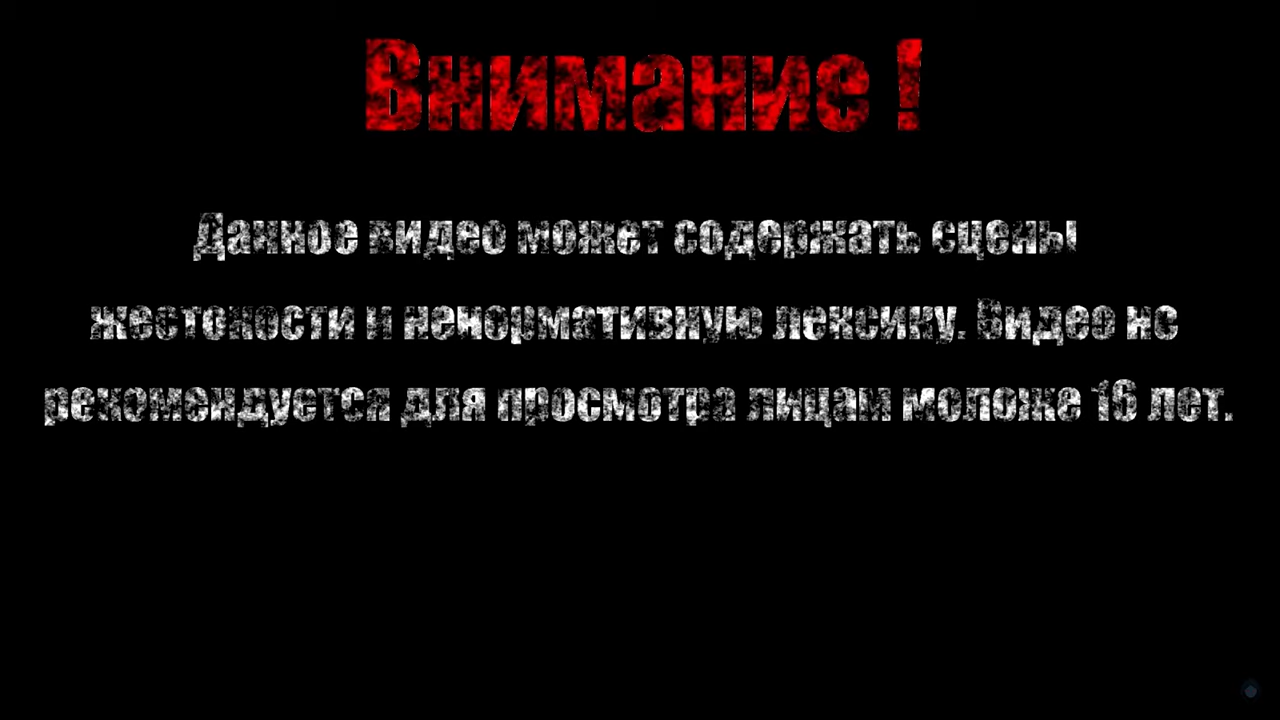 Внимание !
Данное видео может содержать сцены
жестокости и ненормативную лексику. Видео не
рекомендуется для просмотра лицам моложе 16 лет.